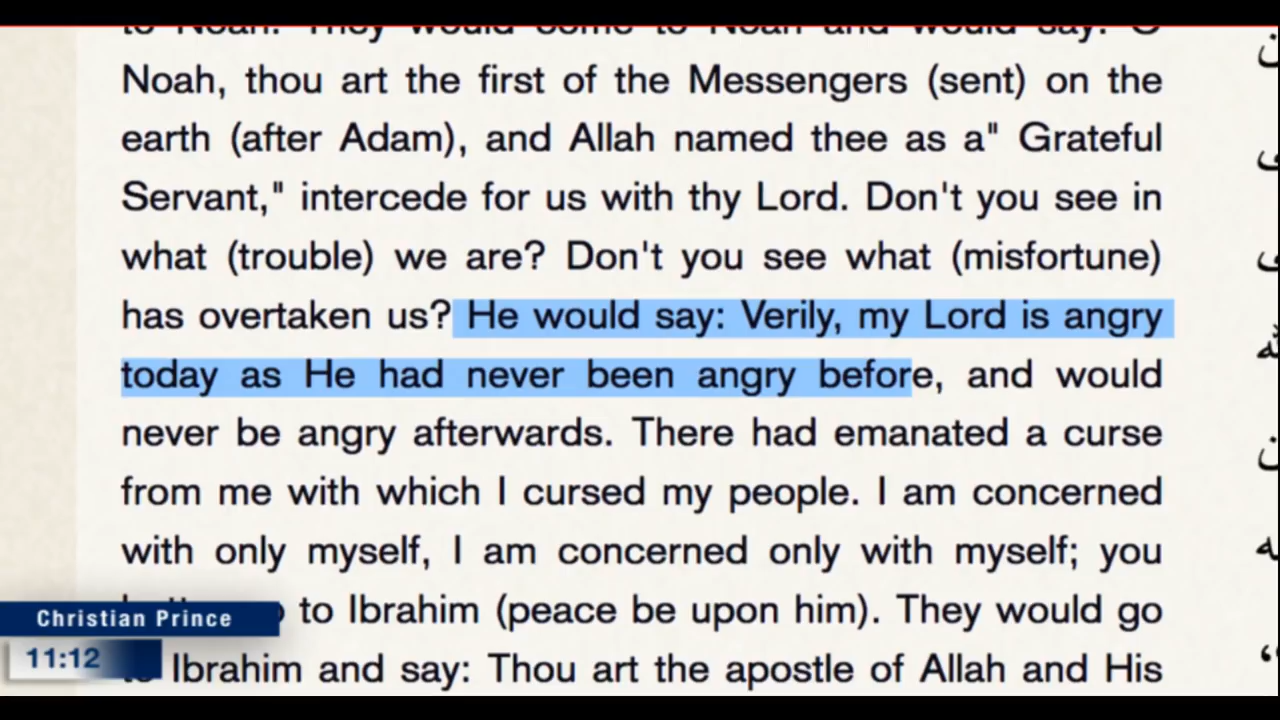 Noah, thou art the first of the Messengers (sent) on the
earth (after Adam), and Allah named thee as a" Grateful
Servant," intercede for us with thy Lord. Don't you see in
what (trouble) we are? Don't you see what (misfortune)
has overtaken us? He would say: Verily, my Lord is angry
today as He had never been angry before, and would
never be angry afterwards. There had emanated a curse
from me with which I cursed my people. I am concerned
with only myself, I am concerned only with myself; you
to Ibrahim (peace be upon him). They would go
Ibrahim and say: Thou art the apostle of Allah and His
Christian Prince
11:12